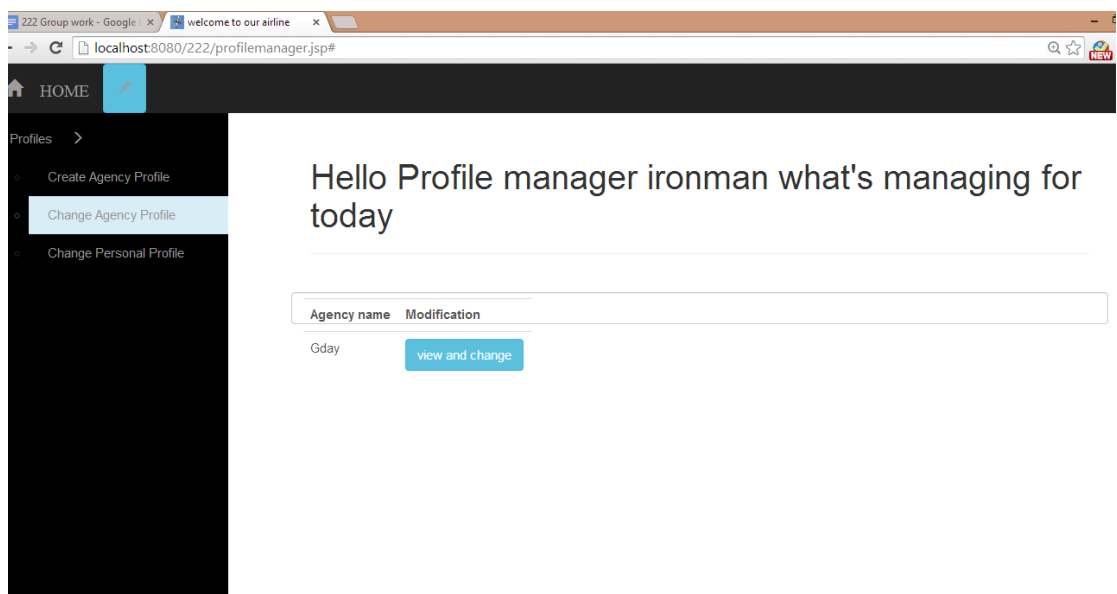 222 Group work - Google
welcome to our airline
localhost:8080/222/profilemanager.jsp#
NEW
HOME
Profiles
Create Agency Profile
Change Agency Profile
Change Personal Profile
Hello Profile manager ironman what's managing for
today
Agency name Modification
Gday view and change